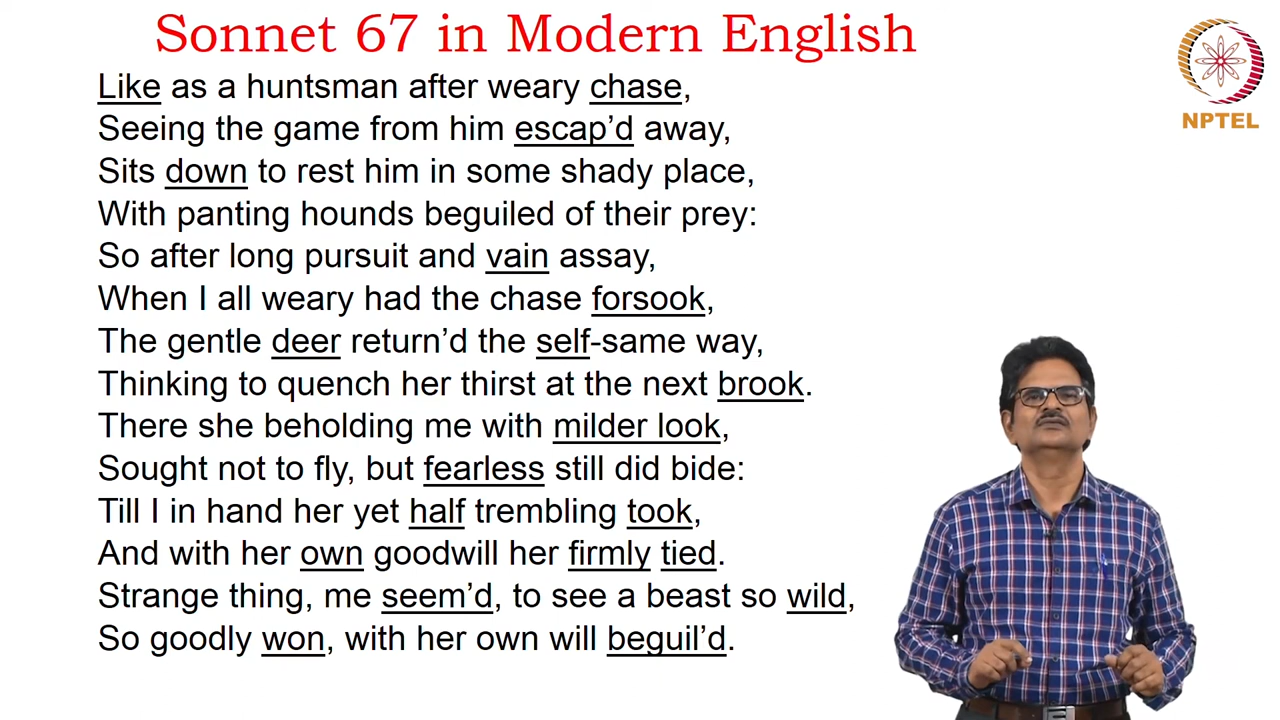 Sonnet 67 in Modern English
NPTEL
Like as a huntsman after weary chase,
Seeing the game from him escap’d away,
Sits down to rest him in some shady place,
With panting hounds beguiled of their prey:
So after long pursuit and vain assay,
When I all weary had the chase forsook,
The gentle deer return’d the self-same way,
Thinking to quench her thirst at the next brook.
There she beholding me with milder look,
Sought not to fly, but fearless still did bide:
Till I in hand her yet half trembling took,
And with her own goodwill her firmly tied.
Strange thing, me seem’d, to see a beast so wild,
So goodly won, with her own will beguil’d.